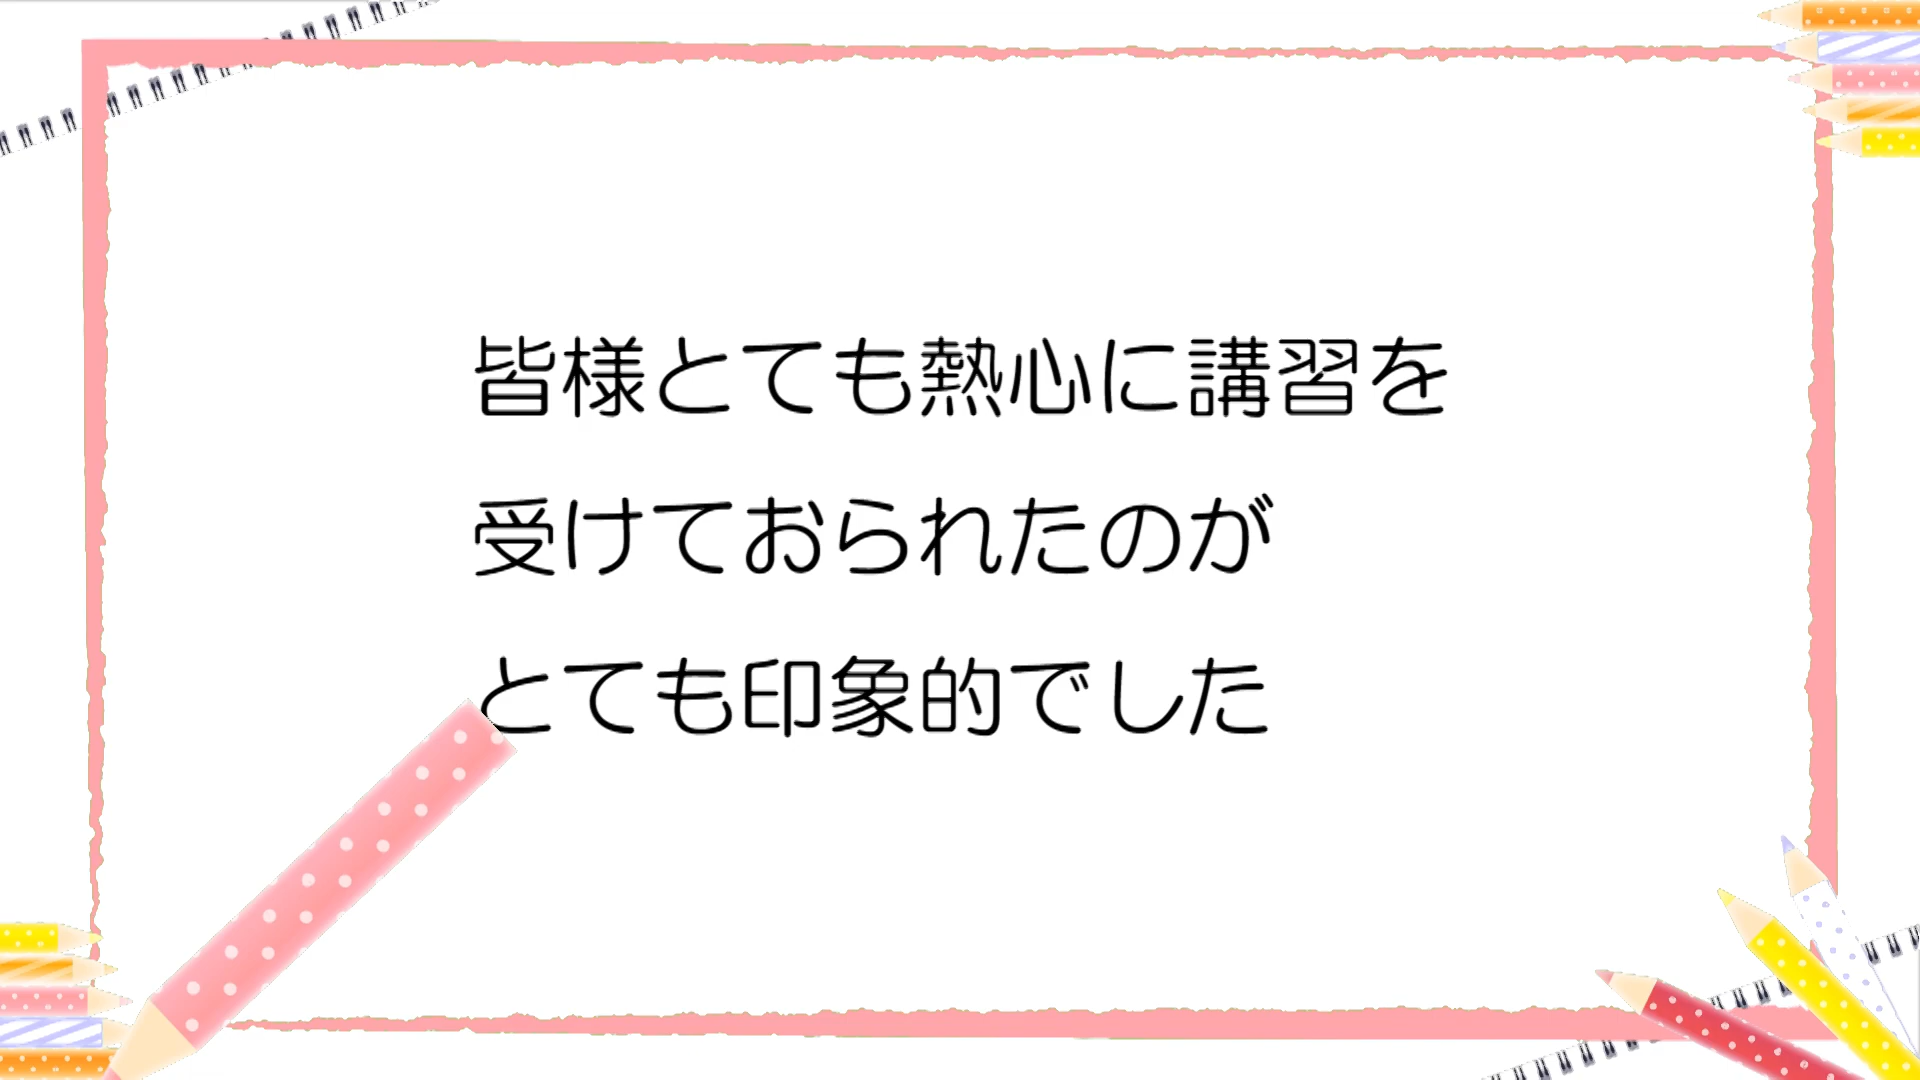 皆様とても熱心に講習を
受けておられたのが
とても印象的でした